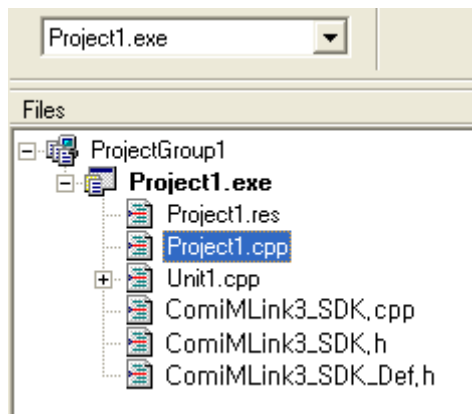 Project1.exe
Files
ProjectGroup1
Project1.exe
Project1.res
Project1.cpp
Unit1.cpp
ComiMLink3_SDK.cpp
ComiMLink3_SDK.h
ComiMLink3_SDK_Def.h